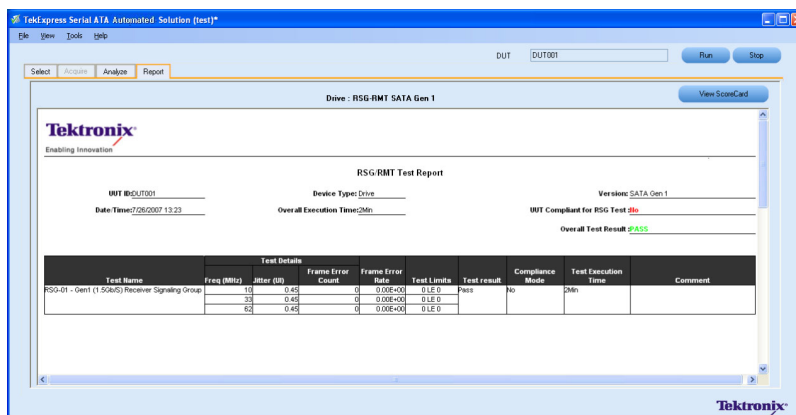 TekExpress Serial ATA Automated Solution (test)*
File View Tools Help
DUT DUT001 Run Stop
Select Acquire Analyze Report
Drive : RSG-RMT SATA Gen 1 View ScoreCard
Tektronix
Enabling Innovation
RSG/RMT Test Report
UUT ID:DUT001 Device Type: Drive Version: SATA Gen 1
Date/Time:7/26/2007 13:23 Overall Execution Time:2Min UUT Compliant for RSG Test :No
Overall Test Result :PASS
Test Details
Test Name Freq (MHz) Jitter (UI) Frame Error Count Frame Error Rate Test Limits Test result Compliance Mode Test Execution Time Comment
RSG-01 - Gen1 (1.5Gb/S) Receiver Signaling Group 10 0.45 0 0.00E+00 0 LE 0 Pass No 2Min
33 0.45 0 0.00E+00 0 LE 0
62 0.45 0 0.00E+00 0 LE 0
Tektronix